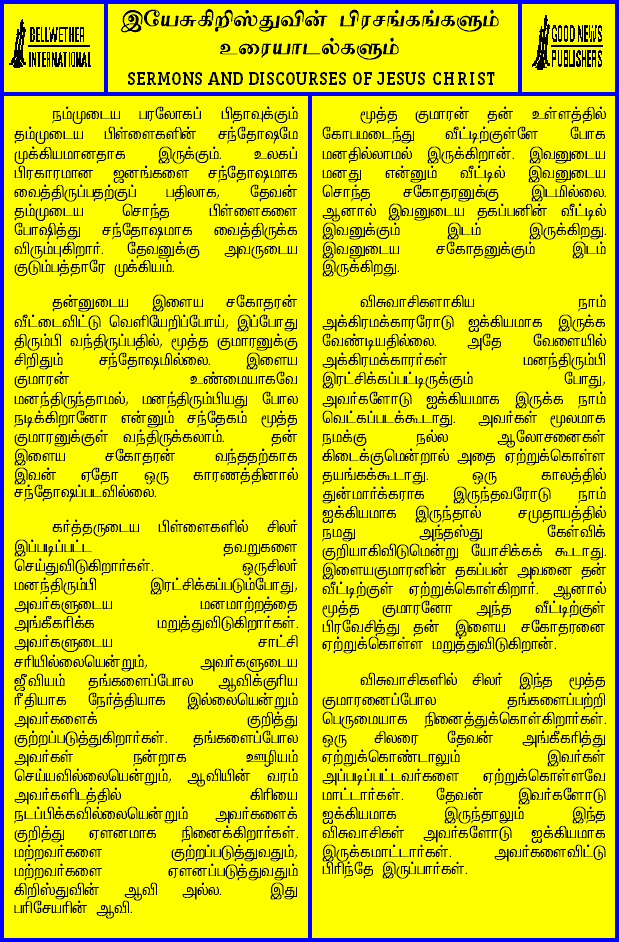 BELLWETHER
INTERNATIONAL
இயேசுகிறிஸ்துவின் பிரசங்கங்களும்
உரையாடல்களும்
SERMONS AND DISCOURSES OF JESUS CHRIST
GOOD NEWS
PUBLISHERS
நம்முடைய பரலோகப் பிதாவுக்கும்
தம்முடைய பிள்ளைகளின் சந்தோஷமே
முக்கியமானதாக இருக்கும். உலகப்
பிரகாரமான ஜனங்களை சந்தோஷமாக
வைத்திருப்பதற்குப் பதிலாக, தேவன்
தம்முடைய சொந்த பிள்ளைகளை
போஷித்து சந்தோஷமாக வைத்திருக்க
விரும்புகிறார். தேவனுக்கு அவருடைய
குடும்பத்தாரே முக்கியம்.
தன்னுடைய இளைய சகோதரன்
வீட்டைவிட்டு வெளியேறிப்போய், இப்போது
திரும்பி வந்திருப்பதில், மூத்த குமாரனுக்கு
சிறிதும் சந்தோஷமில்லை. இளைய
குமாரன் உண்மையாகவே
மனந்திருந்தாமல், மனந்திரும்பியது போல
நடிக்கிறானோ என்னும் சந்தேகம் மூத்த
குமாரனுக்குள் வந்திருக்கலாம். தன்
இளைய சகோதரன் வந்ததற்காக
இவன் ஏதோ ஒரு காரணத்தினால்
சந்தோஷப்படவில்லை.
கர்த்தருடைய பிள்ளைகளில் சிலர்
இப்படிப்பட்ட தவறுகளை
செய்துவிடுகிறார்கள். ஒருசிலர்
மனந்திரும்பி இரட்சிக்கப்படும்போது,
அவர்களுடைய மனமாற்றத்தை
அங்கீகரிக்க மறுத்துவிடுகிறார்கள்.
அவர்களுடைய சாட்சி
சரியில்லையென்றும், அவர்களுடைய
ஜீவியம் தங்களைப்போல ஆவிக்குரிய
ரீதியாக நேர்த்தியாக இல்லையென்றும்
அவர்களைக் குறித்து
குற்றப்படுத்துகிறார்கள். தங்களைப்போல
அவர்கள் நன்றாக ஊழியம்
செய்யவில்லையென்றும், ஆவியின் வரம்
அவர்களிடத்தில் கிரியை
நடப்பிக்கவில்லையென்றும் அவர்களைக்
குறித்து ஏளனமாக நினைக்கிறார்கள்.
மற்றவர்களை குற்றப்படுத்துவதும்,
மற்றவர்களை ஏளனப்படுத்துவதும்
கிறிஸ்துவின் ஆவி அல்ல. இது
பரிசேயரின் ஆவி.
மூத்த குமாரன் தன் உள்ளத்தில்
கோபமடைந்து வீட்டிற்குள்ளே போக
மனதில்லாமல் இருக்கிறான். இவனுடைய
மனது என்னும் வீட்டில் இவனுடைய
சொந்த சகோதரனுக்கு இடமில்லை.
ஆனால் இவனுடைய தகப்பனின் வீட்டில்
இவனுக்கும் இடம் இருக்கிறது.
இவனுடைய சகோதனுக்கும் இடம்
இருக்கிறது.
விசுவாசிகளாகிய நாம்
அக்கிரமக்காரரோடு ஐக்கியமாக இருக்க
வேண்டியதில்லை. அதே வேளையில்
அக்கிரமக்காரர்கள் மனந்திரும்பி
இரட்சிக்கப்பட்டிருக்கும் போது,
அவர்களோடு ஐக்கியமாக இருக்க நாம்
வெட்கப்படக்கூடாது. அவர்கள் மூலமாக
நமக்கு நல்ல ஆலோசனைகள்
கிடைக்குமென்றால் அதை ஏற்றுக்கொள்ள
தயங்கக்கூடாது. ஒரு காலத்தில்
துன்மார்க்கராக இருந்தவரோடு நாம்
ஐக்கியமாக இருந்தால் சமுதாயத்தில்
நமது அந்தஸ்து கேள்விக்
குறியாகிவிடுமென்று யோசிக்கக் கூடாது.
இளையகுமாரனின் தகப்பன் அவனை தன்
வீட்டிற்குள் ஏற்றுக்கொள்கிறார். ஆனால்
மூத்த குமாரனோ அந்த வீட்டிற்குள்
பிரவேசித்து தன் இளைய சகோதரனை
ஏற்றுக்கொள்ள மறுத்துவிடுகிறான்.
விசுவாசிகளில் சிலர் இந்த மூத்த
குமாரனைப்போல தங்களைப்பற்றி
பெருமையாக நினைத்துக்கொள்கிறார்கள்.
ஒரு சிலரை தேவன் அங்கீகரித்து
ஏற்றுக்கொண்டாலும் இவர்கள்
அப்படிப்பட்டவர்களை ஏற்றுக்கொள்ளவே
மாட்டார்கள். தேவன் இவர்களோடு
ஐக்கியமாக இருந்தாலும் இந்த
விசுவாசிகள் அவர்களோடு ஐக்கியமாக
இருக்கமாட்டார்கள். அவர்களைவிட்டு
பிரிந்தே இருப்பார்கள்.